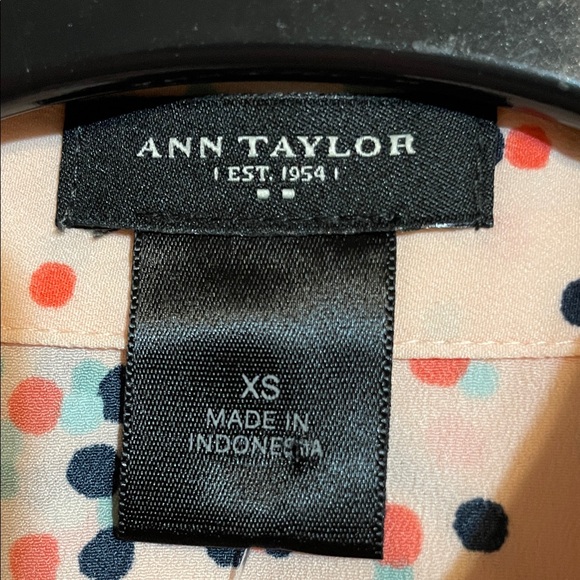 ANN TAYLOR
EST. 1954
XS
MADE IN
INDONESIA